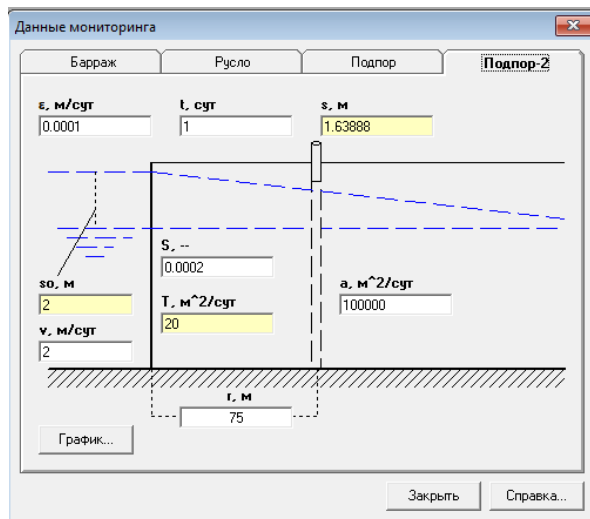 Данные мониторинга
Барраж Русло Подпор Подпор-2
ε, м/сут t, сут s, м
0.0001 1 1.63888
S, --
0.0002
so, м T, м^2/сут a, м^2/сут
2 20 100000
v, м/сут
2
r, м
75
График...
Закрыть Справка...